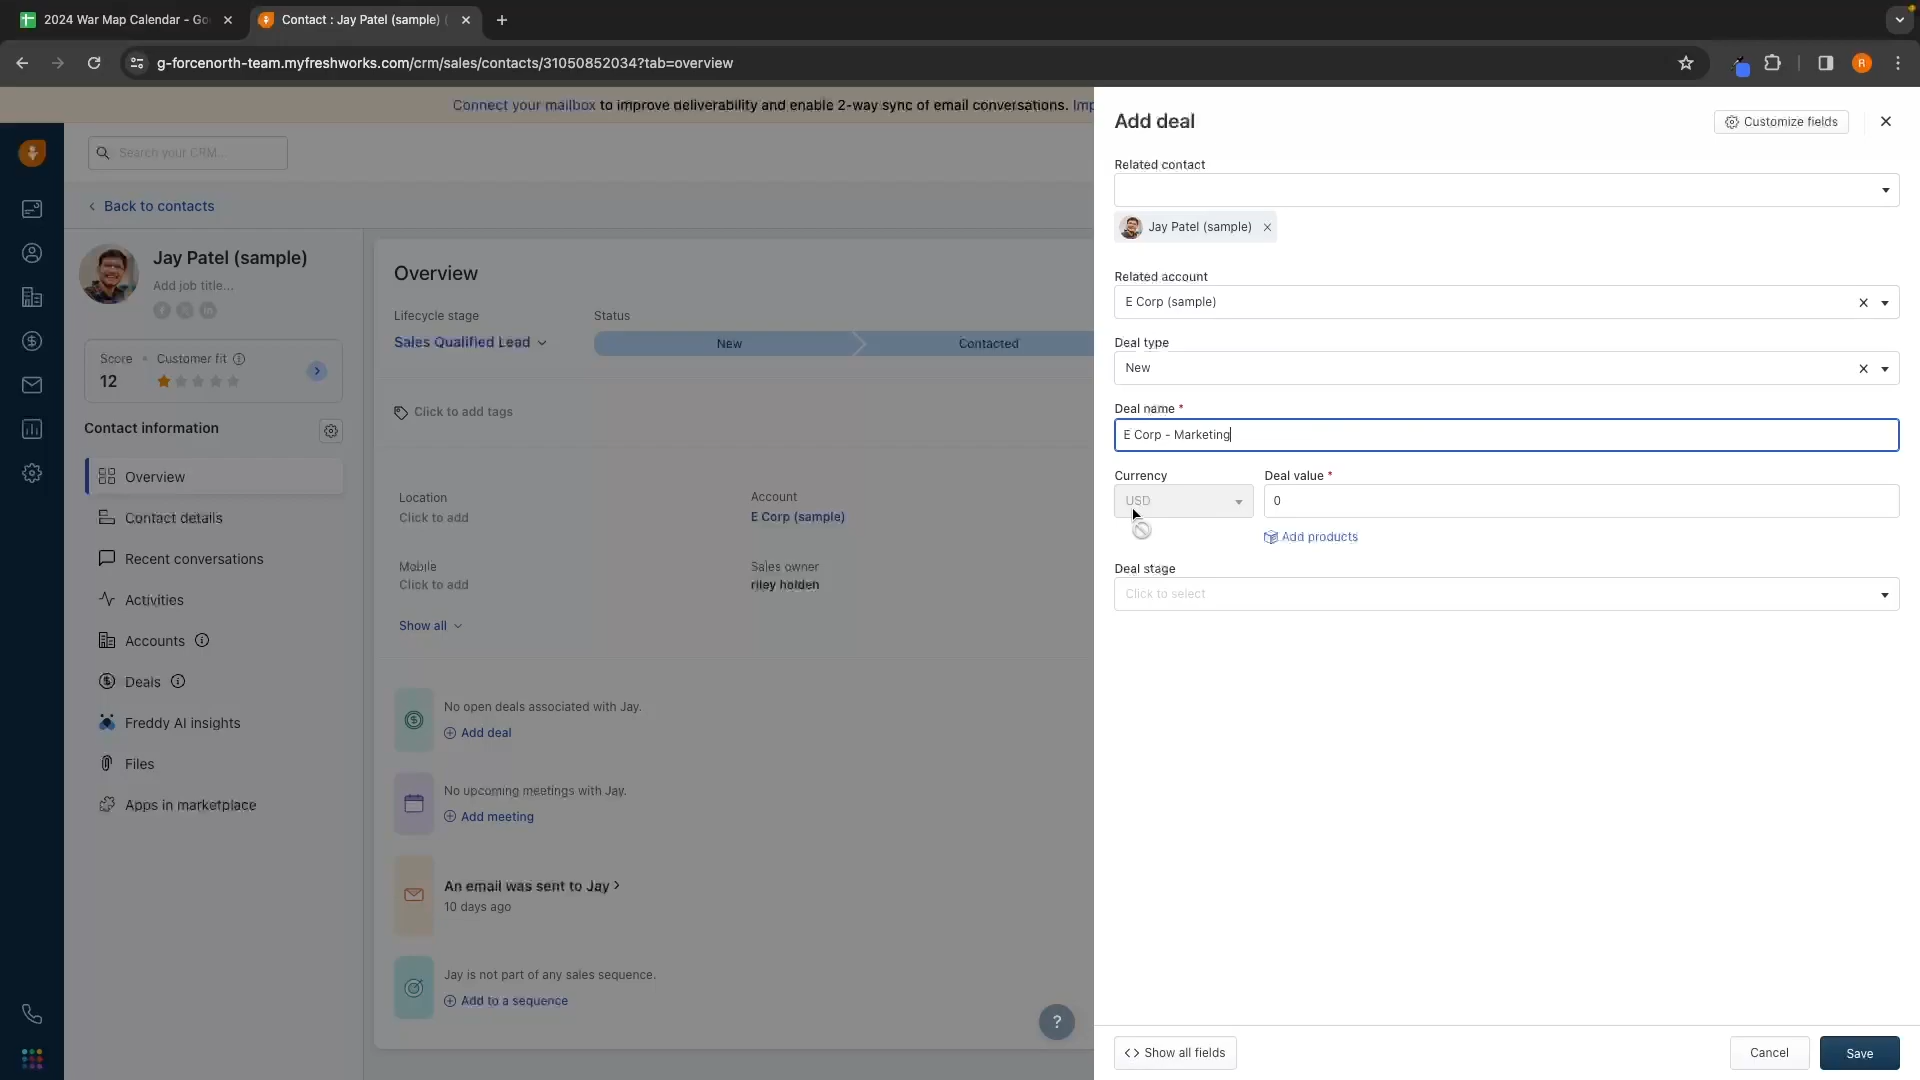 2024 War Map Calendar - Go
Contact : Jay Patel (sample)
g-forcenorth-team.myfreshworks.com/crm/sales/contacts/31050852034?tab=overview
R
Connect your mailbox to improve deliverability and enable 2-way sync of email conversations. Imp
Search your CRM...
Back to contacts
Jay Patel (sample)
Add job title...
Score • Customer fit
12
Contact information
Overview
Contact details
Recent conversations
Activities
Accounts
Deals
Freddy AI insights
Files
Apps in marketplace
Overview
Lifecycle stage
Status
Sales Qualified Lead
New
Contacted
Click to add tags
Location
Click to add
Account
E Corp (sample)
Mobile
Click to add
Sales owner
riley holden
Show all
No open deals associated with Jay.
Add deal
No upcoming meetings with Jay.
Add meeting
An email was sent to Jay
10 days ago
Jay is not part of any sales sequence.
Add to a sequence
?
Add deal
Customize fields
Related contact
Jay Patel (sample)
Related account
E Corp (sample)
Deal type
New
Deal name *
E Corp - Marketing
Currency
USD
Deal value *
0
Add products
Deal stage
Click to select
Show all fields
Cancel
Save